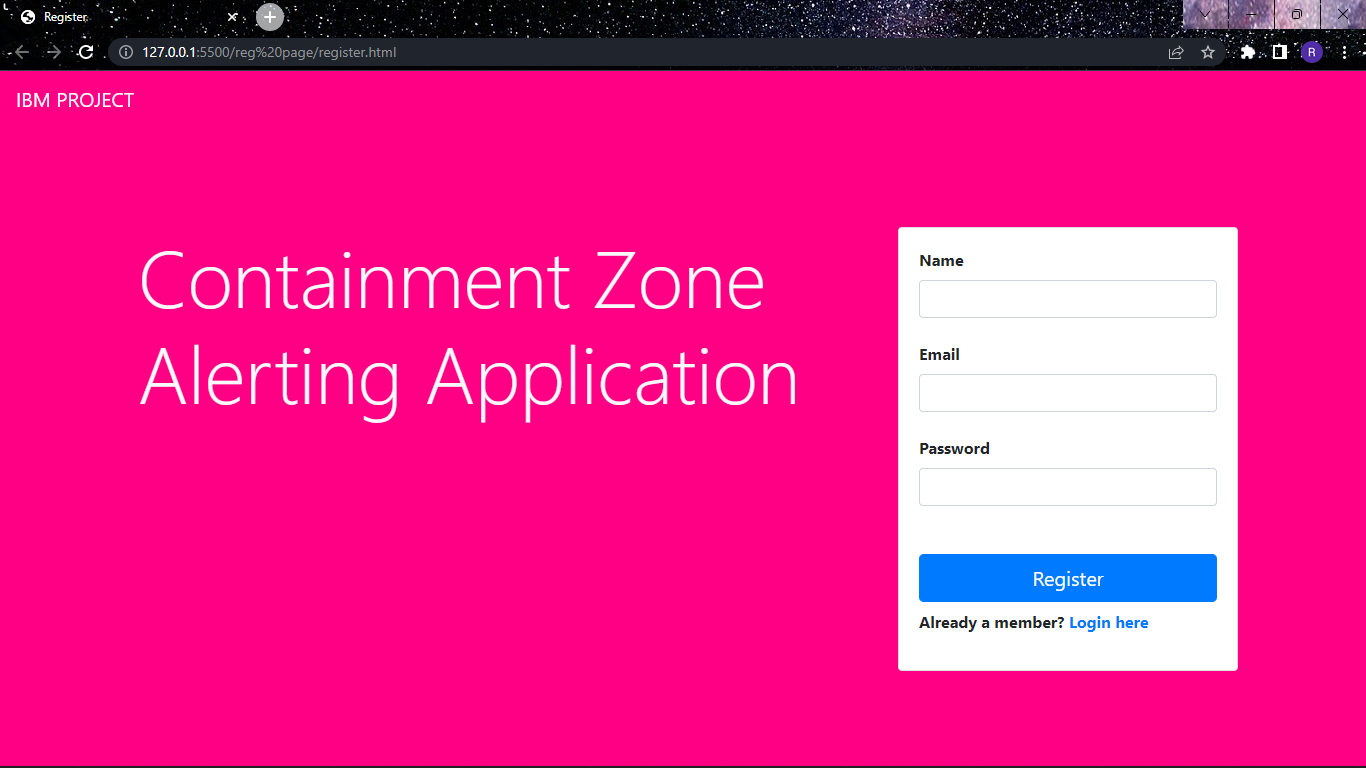 Register
127.0.0.1:5500/reg%20page/register.html
R
IBM PROJECT
Containment Zone
Alerting Application
Name
Email
Password
Register
Already a member? Login here